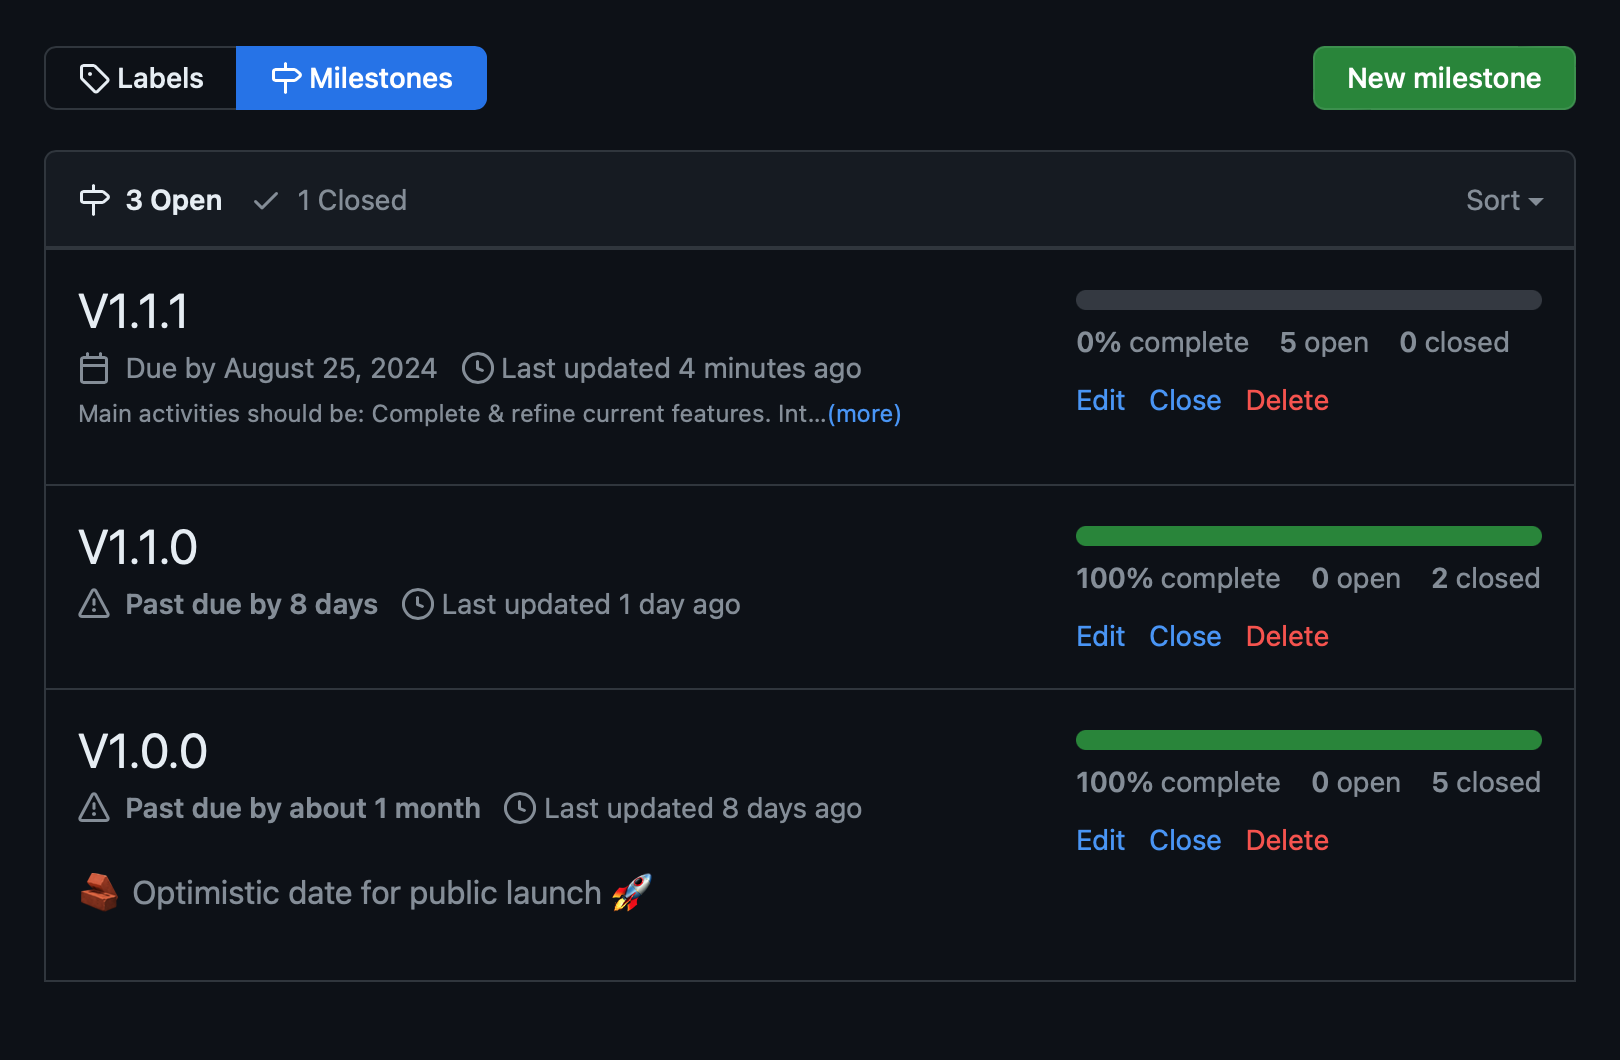 Labels Milestones New milestone
3 Open 1 Closed Sort
V1.1.1
Due by August 25, 2024 Last updated 4 minutes ago
Main activities should be: Complete & refine current features. Int...(more)
0% complete 5 open 0 closed
Edit Close Delete
V1.1.0
Past due by 8 days Last updated 1 day ago
100% complete 0 open 2 closed
Edit Close Delete
V1.0.0
Past due by about 1 month Last updated 8 days ago
🧱 Optimistic date for public launch 🚀
100% complete 0 open 5 closed
Edit Close Delete